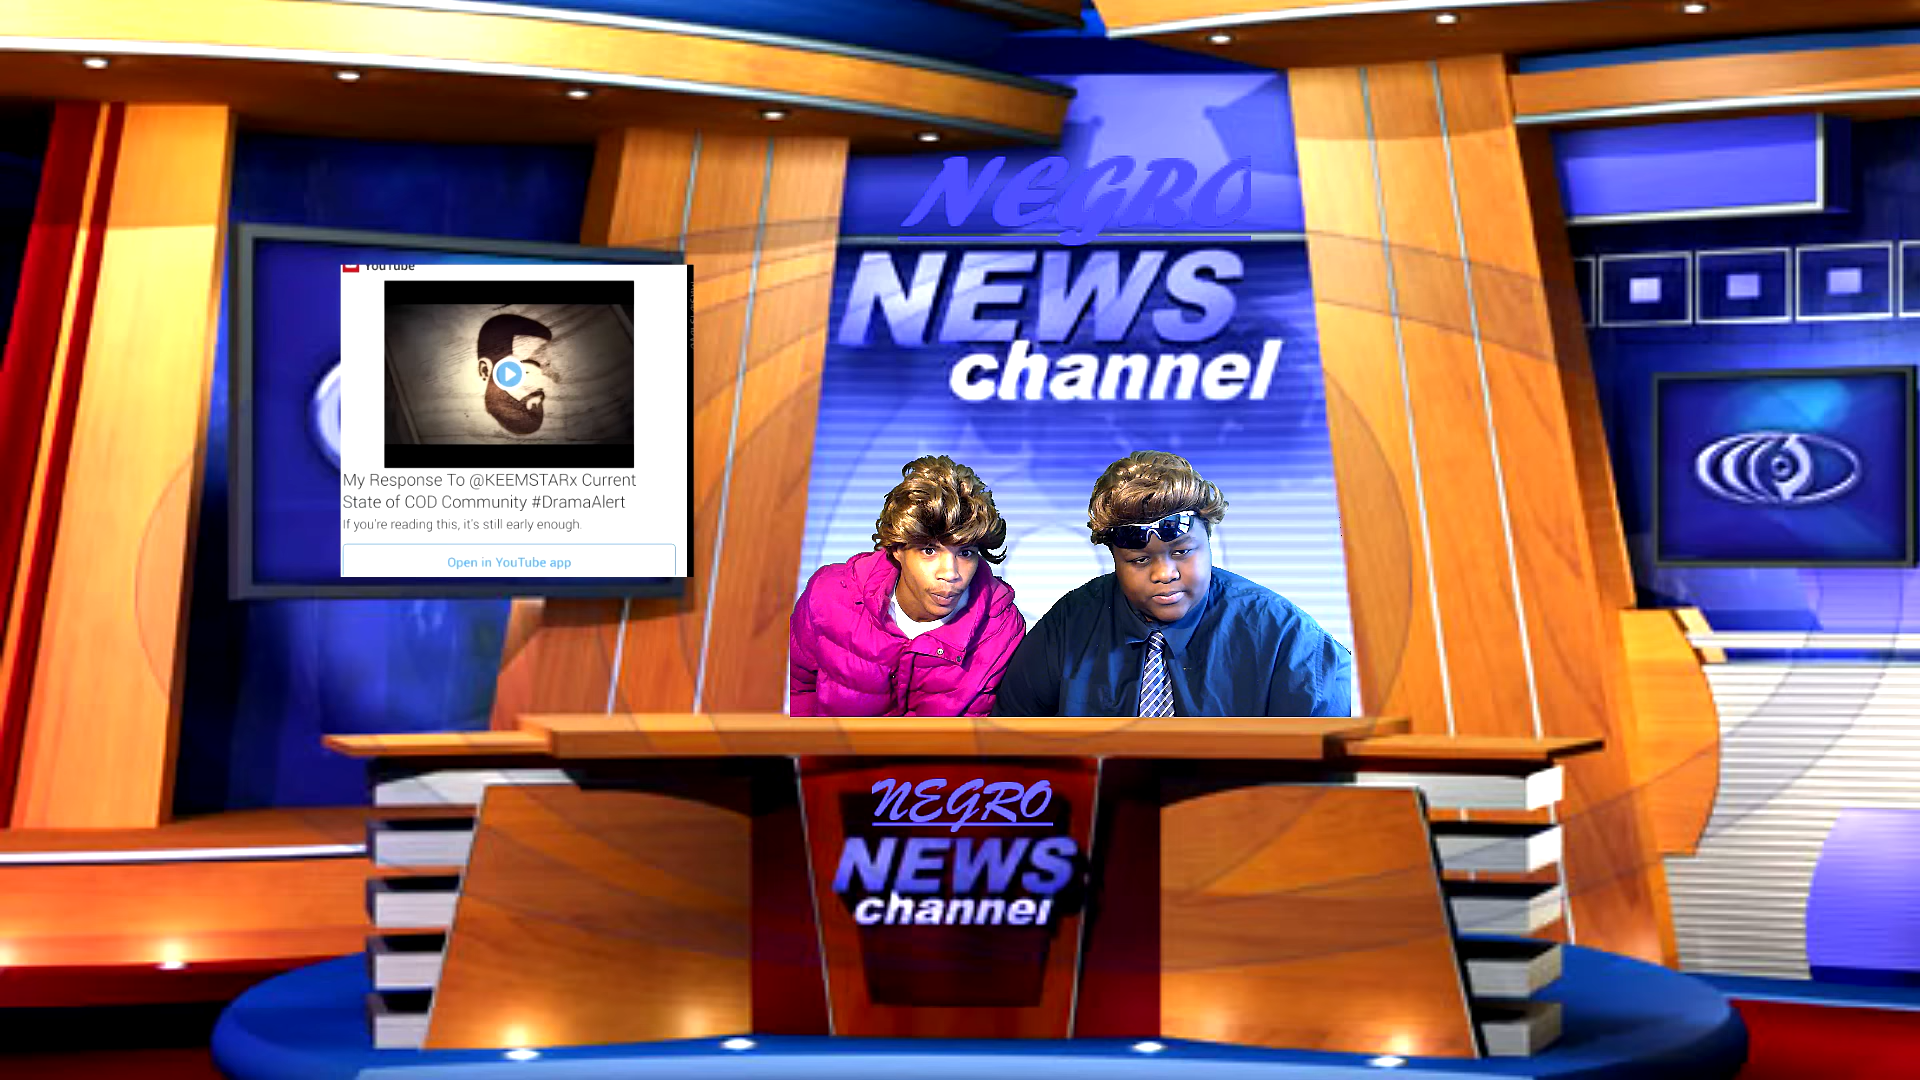 NEGRO
NEWS
channel
YouTube
My Response To @KEEMSTARx Current
State of COD Community #DramaAlert
If you're reading this, it's still early enough.
Open in YouTube app
NEGRO
NEWS
channel